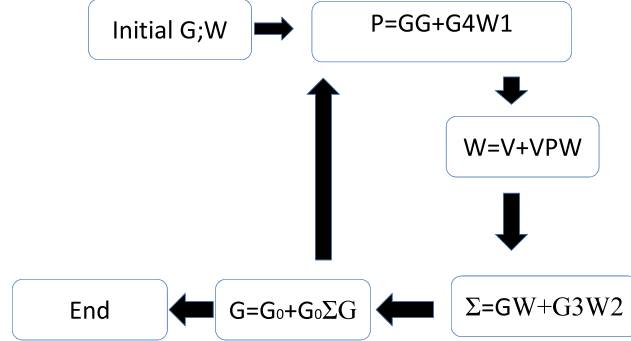 Initial G;W
P=GG+G4W1
W=V+VPW
Σ=GW+G3W2
G=G₀+G₀ΣG
End